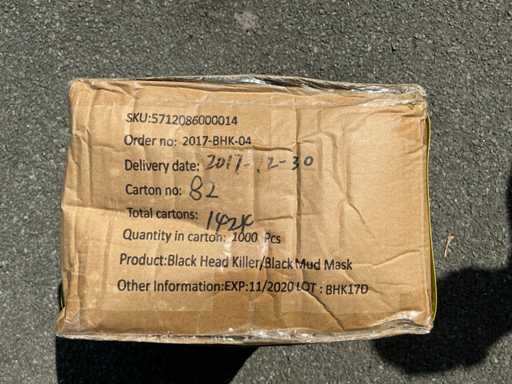 SKU:5712086000014
Order no: 2017-BHK-04
Delivery date: 2017-12-30
Carton no: 82
Total cartons:
Quantity in carton: 1000 Pcs
Product:Black Head Killer/Black Mud Mask
Other Information:EXP:11/2020 LOT : BHK17D